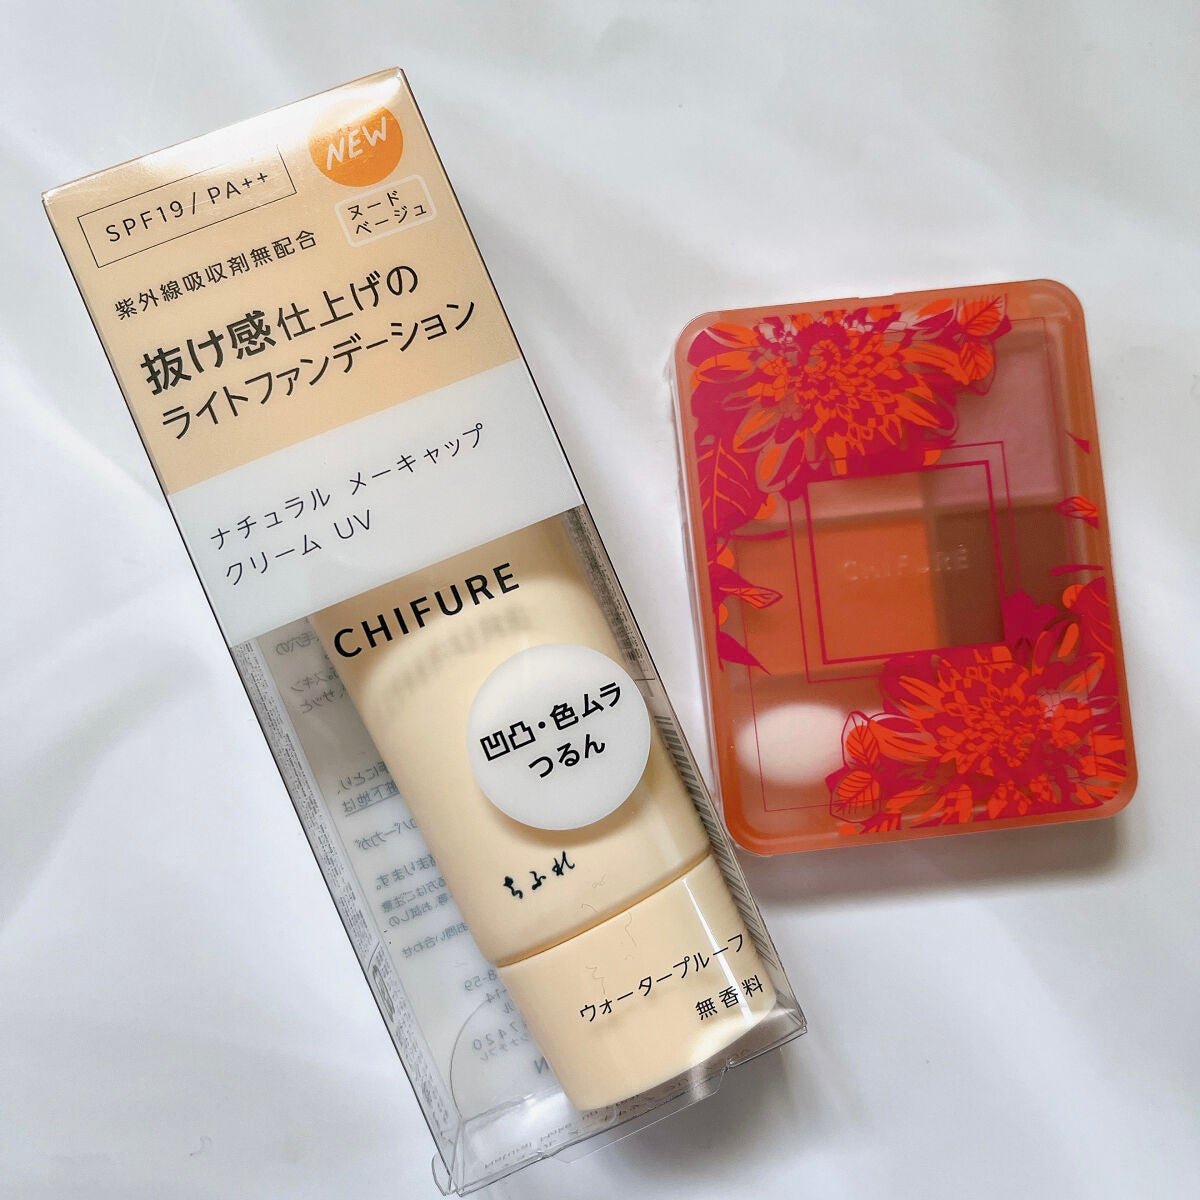 NEW
SPF19/PA++
ヌード
ベージュ
紫外線吸収剤無配合
抜け感仕上げの
ライトファンデーション
ナチュラル メーキャップ
クリーム UV
CHIFURE
凹凸・色ムラ
つるん
ちふれ
ウォータープルーフ
無香料
CHIFURE